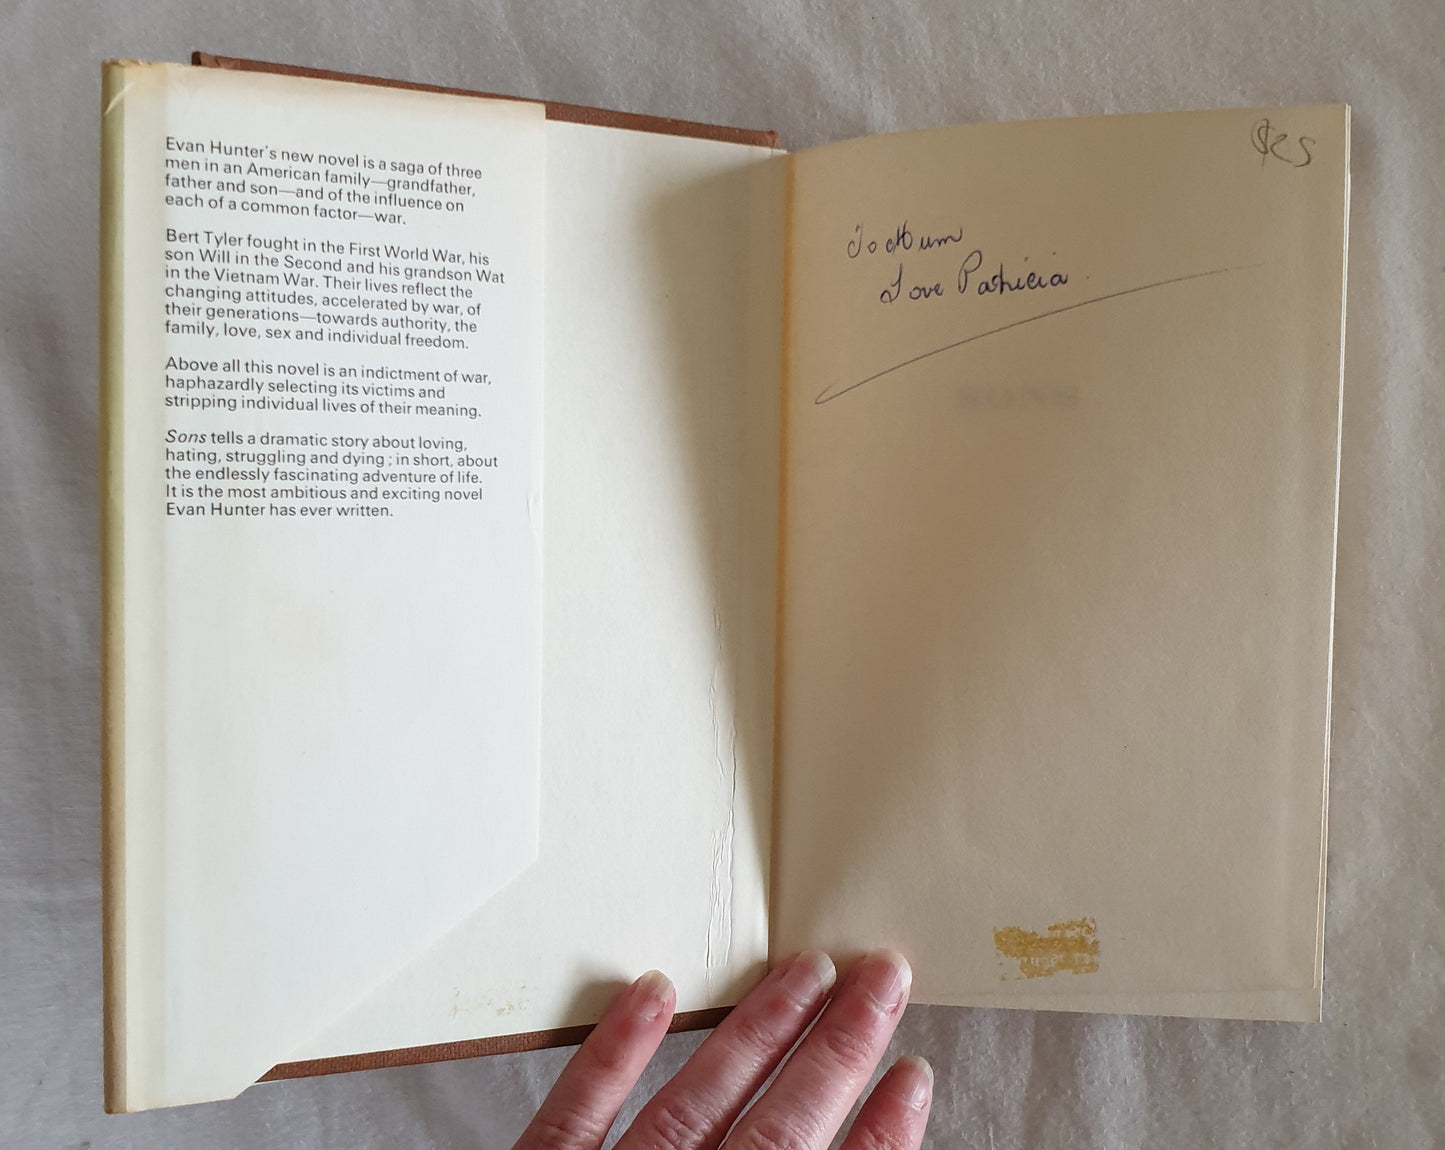 Evan Hunter's new novel is a saga of three
men in an American family—grandfather,
father and son—and of the influence on
each of a common factor—war.
Bert Tyler fought in the First World War, his
son Will in the Second and his grandson Wat
in the Vietnam War. Their lives reflect the
changing attitudes, accelerated by war, of
their generations—towards authority, the
family, love, sex and individual freedom.
Above all this novel is an indictment of war,
haphazardly selecting its victims and
stripping individual lives of their meaning.
Sons tells a dramatic story about loving,
hating, struggling and dying; in short, about
the endlessly fascinating adventure of life.
It is the most ambitious and exciting novel
Evan Hunter has ever written.
$25
To Mum
Love Patricia.